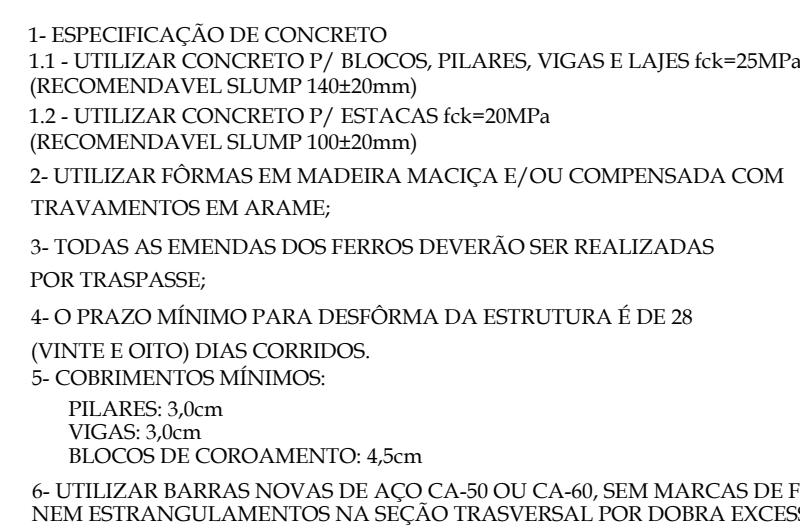 1- ESPECIFICAÇÃO DE CONCRETO
1.1 - UTILIZAR CONCRETO P/ BLOCOS, PILARES, VIGAS E LAJES fck=25MPa
(RECOMENDAVEL SLUMP 140±20mm)
1.2 - UTILIZAR CONCRETO P/ ESTACAS fck=20MPa
(RECOMENDAVEL SLUMP 100±20mm)
2- UTILIZAR FÔRMAS EM MADEIRA MACIÇA E/OU COMPENSADA COM
TRAVAMENTOS EM ARAME;
3- TODAS AS EMENDAS DOS FERROS DEVERÃO SER REALIZADAS
POR TRASPASSE;
4- O PRAZO MÍNIMO PARA DESFÔRMA DA ESTRUTURA É DE 28
(VINTE E OITO) DIAS CORRIDOS.
5- COBRIMENTOS MÍNIMOS:
PILARES: 3,0cm
VIGAS: 3,0cm
BLOCOS DE COROAMENTO: 4,5cm
6- UTILIZAR BARRAS NOVAS DE AÇO CA-50 OU CA-60, SEM MARCAS DE
NEM ESTRANGULAMENTOS NA SEÇÃO TRASVERSAL POR DOBRA